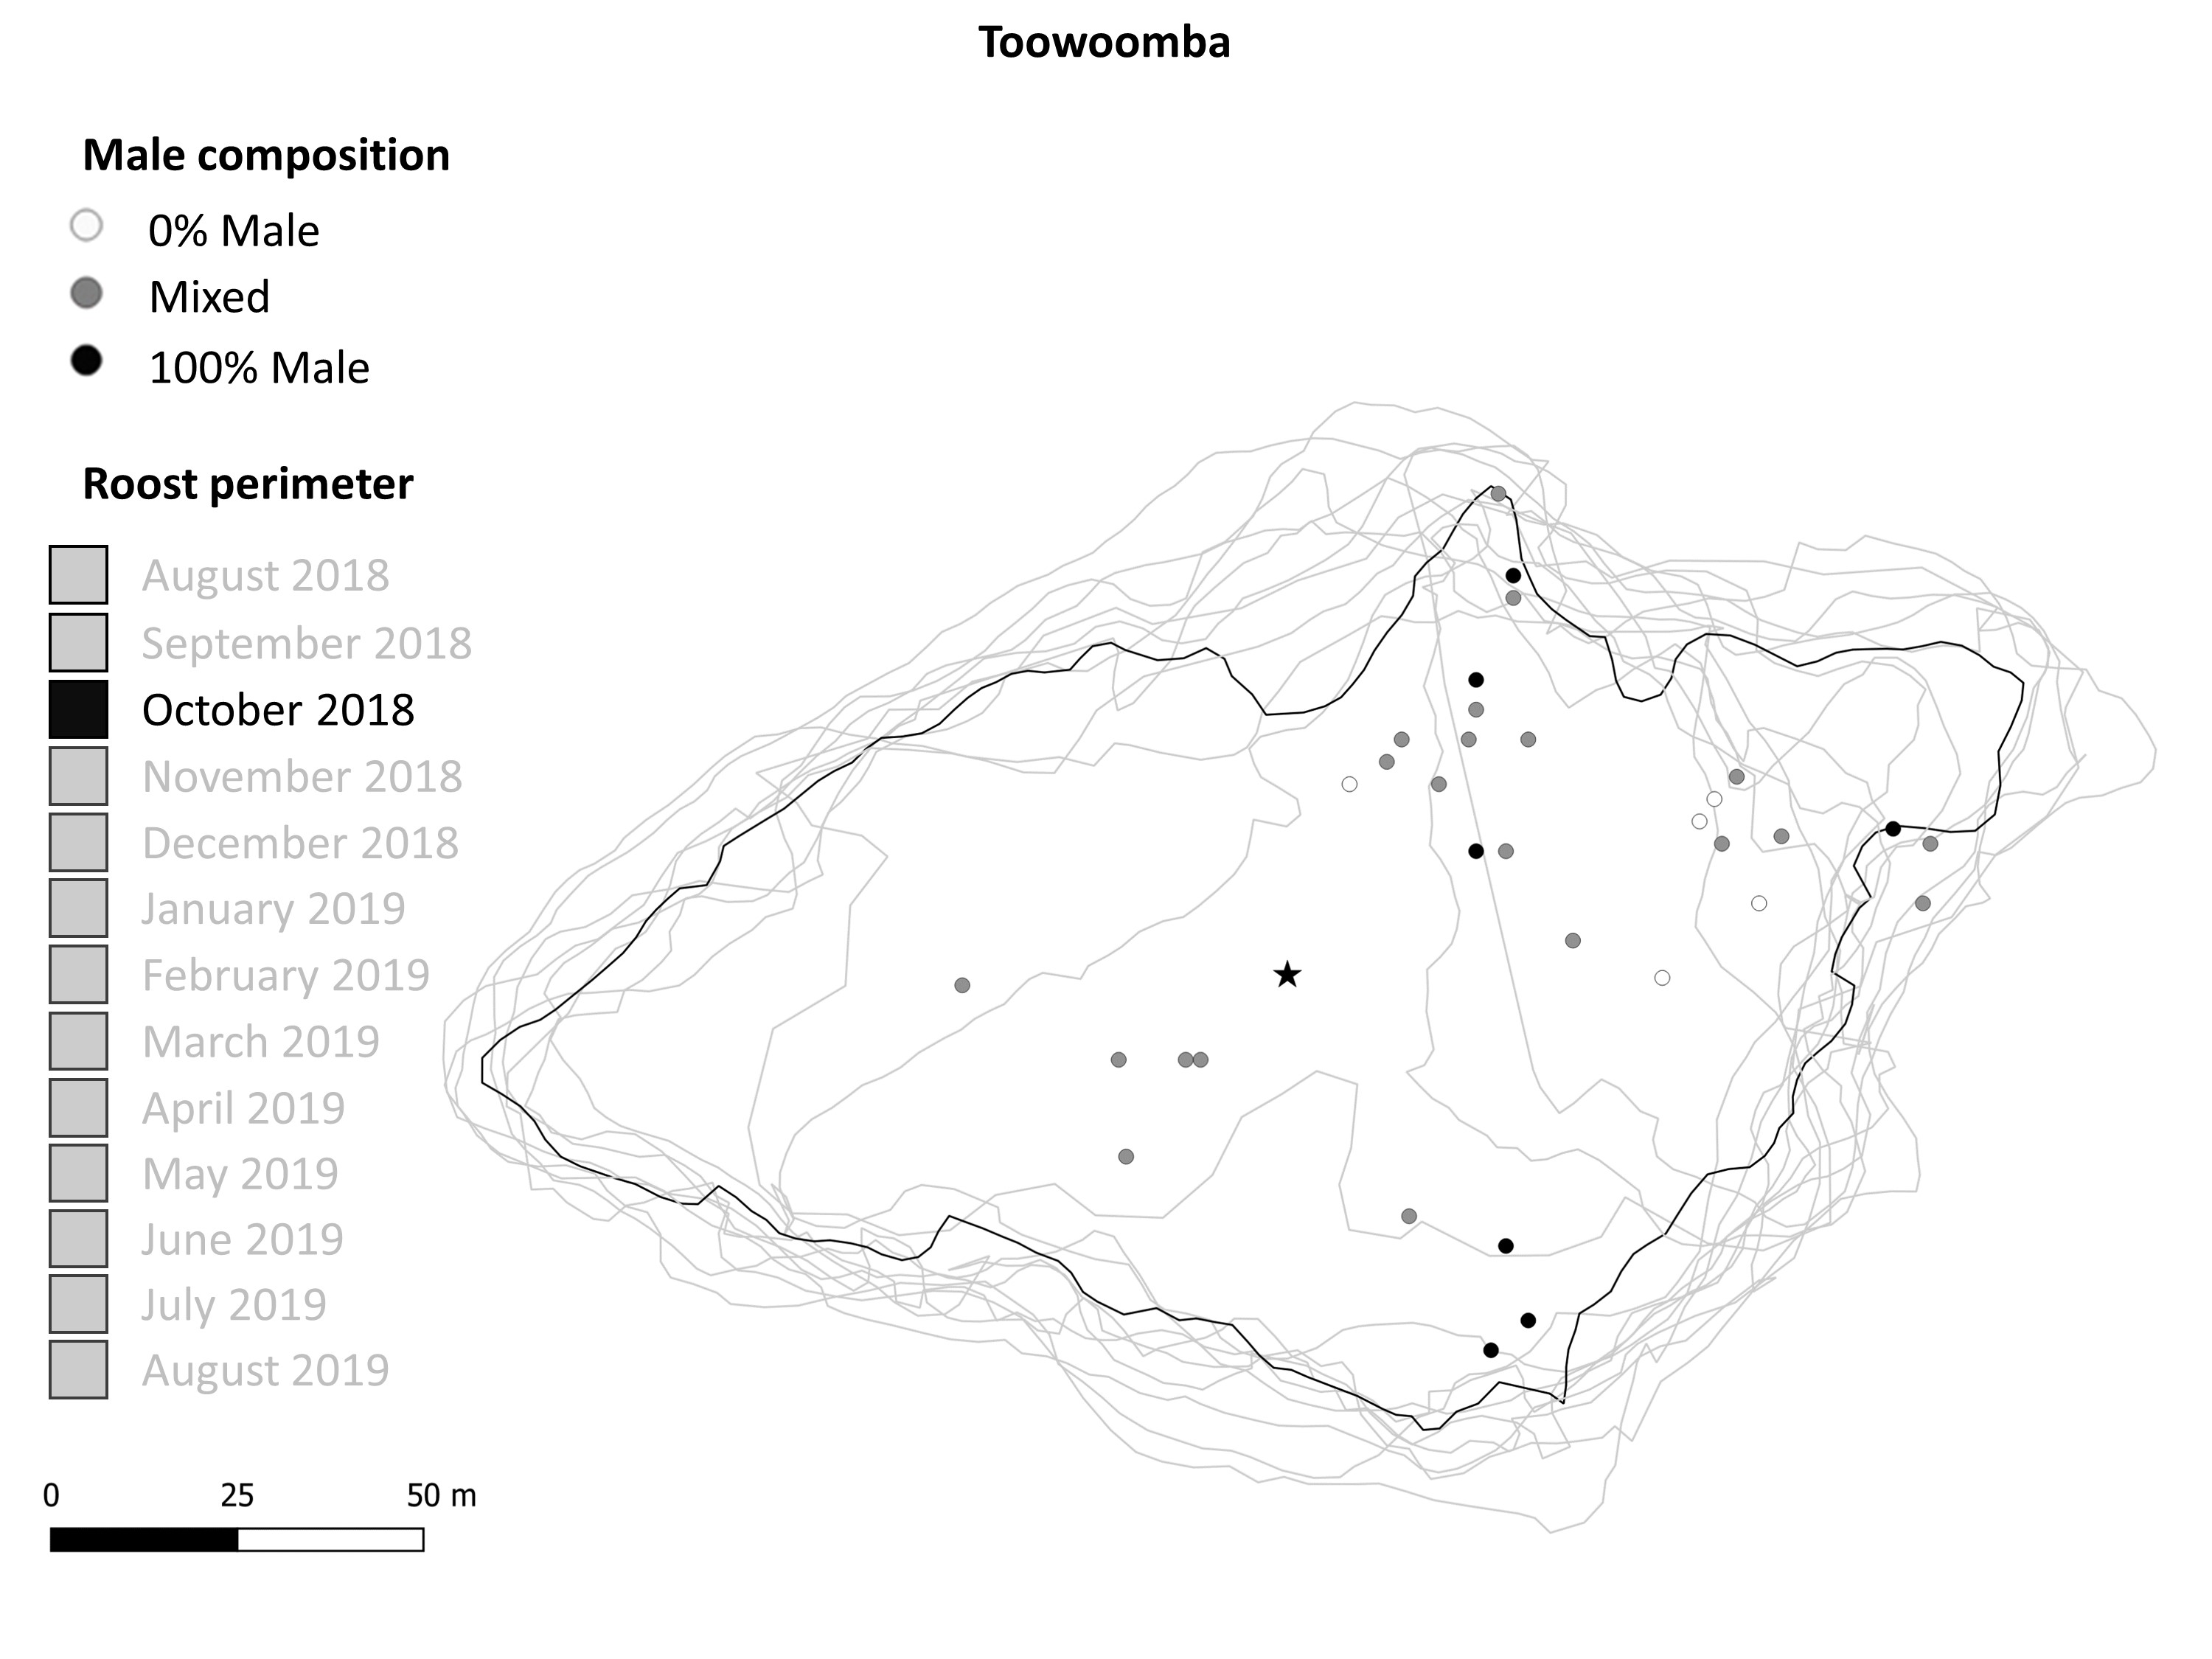 Toowoomba
Male composition
0% Male
Mixed
100% Male
Roost perimeter
August 2018
September 2018
October 2018
November 2018
December 2018
January 2019
February 2019
March 2019
April 2019
May 2019
June 2019
July 2019
August 2019
0 25 50 m